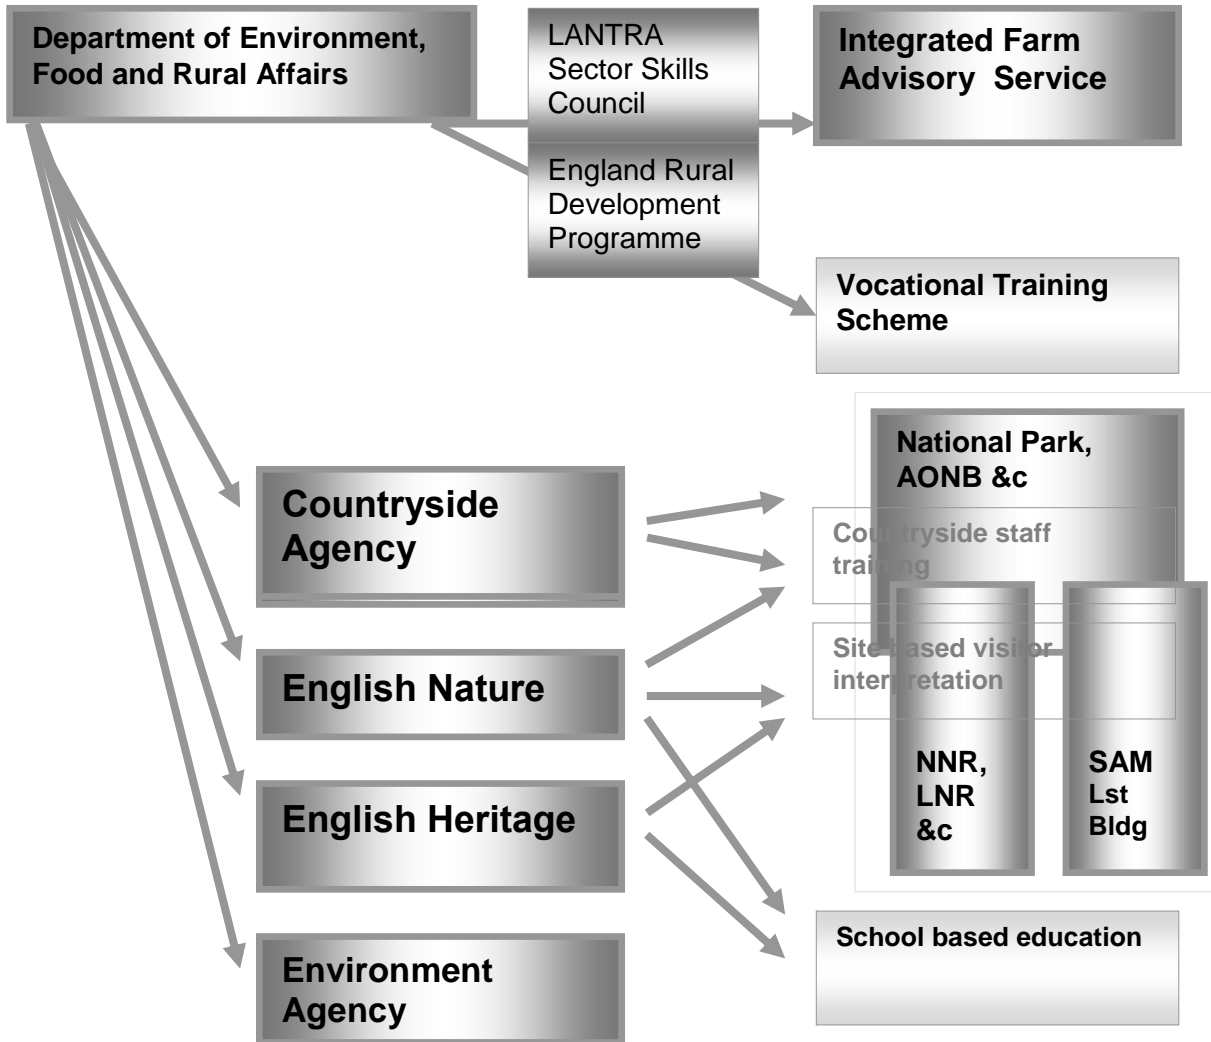 Department of Environment,
Food and Rural Affairs
LANTRA
Sector Skills
Council
Integrated Farm
Advisory Service
England Rural
Development
Programme
Vocational Training
Scheme
National Park,
AONB &c
Countryside
Agency
Countryside staff
training
Site based visitor
interpretation
English Nature
NNR,
LNR
&c
SAM
Lst
Bldg
English Heritage
School based education
Environment
Agency